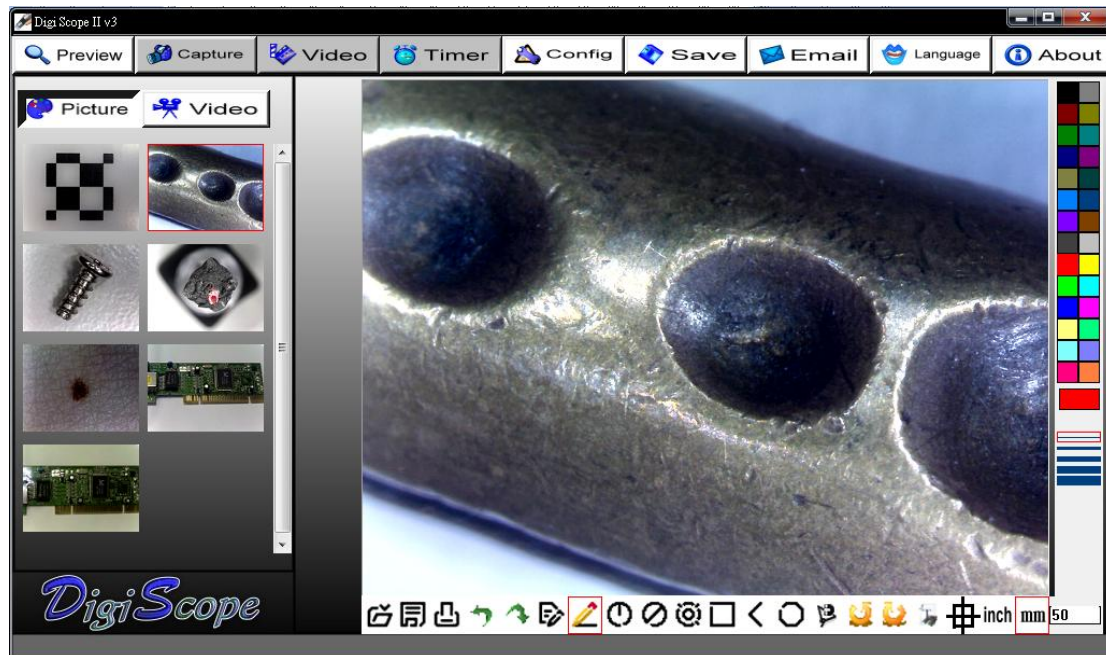 Digi Scope II v3
Preview Capture Video Timer Config Save Email Language About
Picture Video
DigiScope
inch mm 50